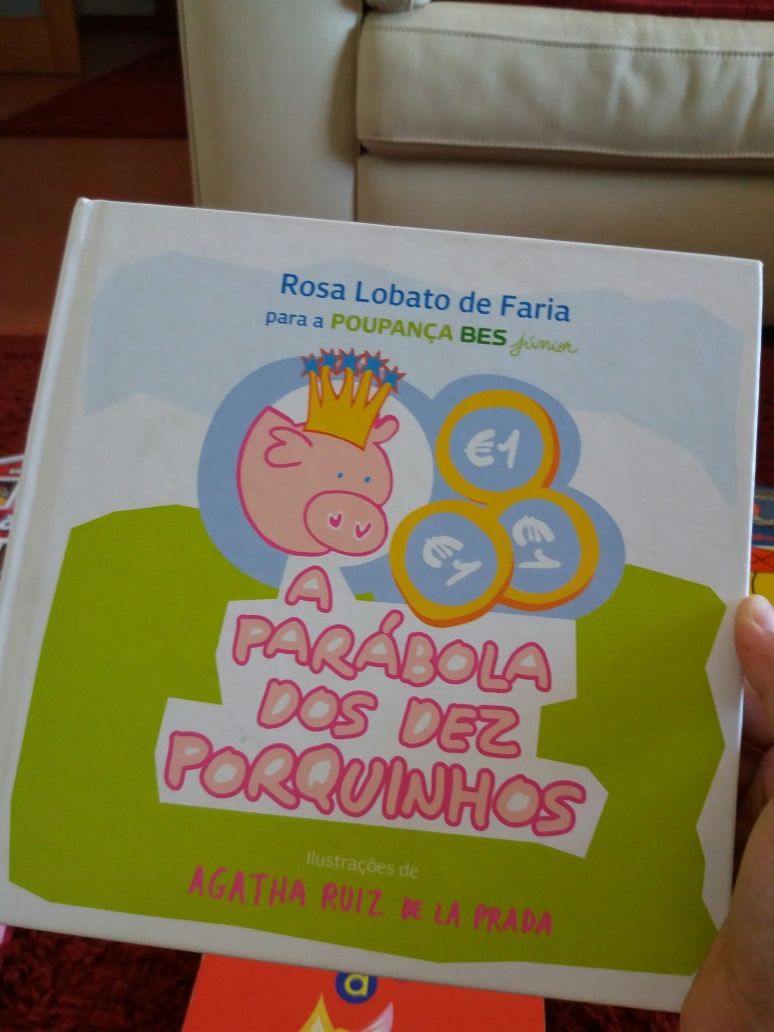 Rosa Lobato de Faria
para a POUPANÇA BES júnior
€1
€1
€1
A
PARÁBOLA
DOS DEZ
PORQUINHOS
Ilustrações de
AGATHA RUIZ DE LA PRADA
a